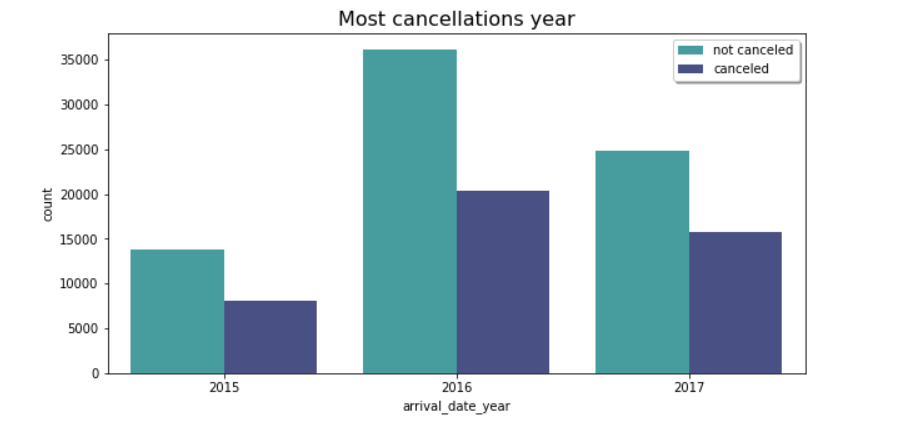 Most cancellations year
not canceled
canceled
35000
30000
25000
20000
15000
10000
5000
0
count
2015 2016 2017
arrival_date_year